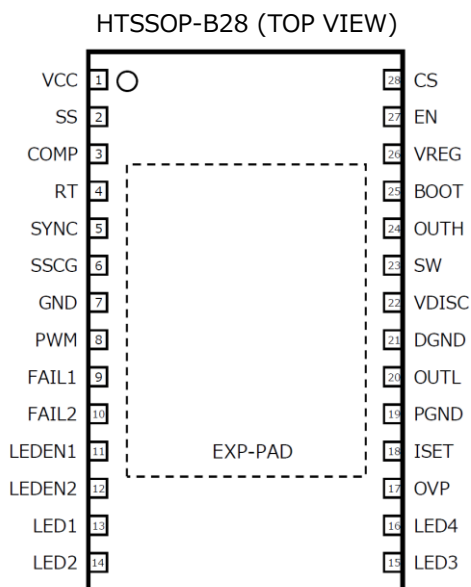 HTSSOP-B28 (TOP VIEW)
VCC 1 28 CS
SS 2 27 EN
COMP 3 26 VREG
RT 4 25 BOOT
SYNC 5 24 OUTH
SSCG 6 23 SW
GND 7 22 VDISC
PWM 8 21 DGND
FAIL1 9 20 OUTL
FAIL2 10 19 PGND
LEDEN1 11 EXP-PAD 18 ISET
LEDEN2 12 17 OVP
LED1 13 16 LED4
LED2 14 15 LED3